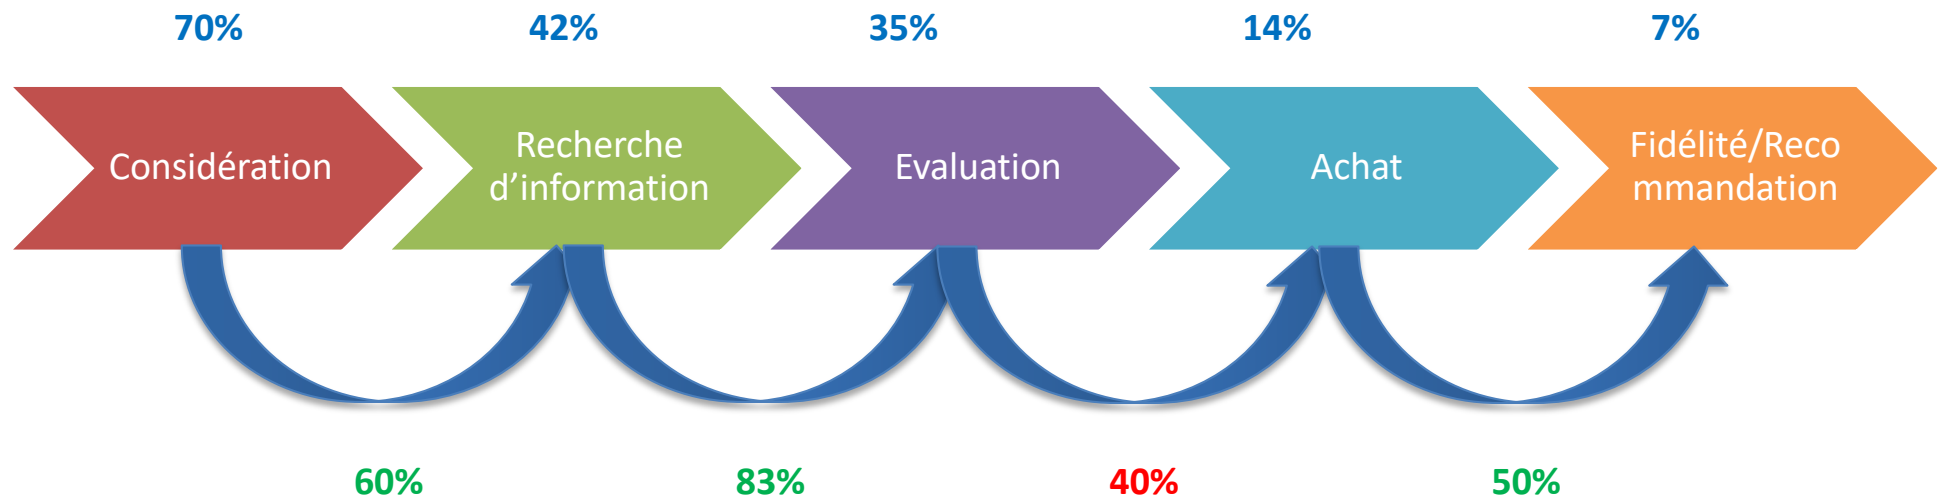 70% 42% 35% 14% 7%
Considération
Recherche
d’information
Evaluation
Achat
Fidélité/Reco
mmandation
60% 83% 40% 50%